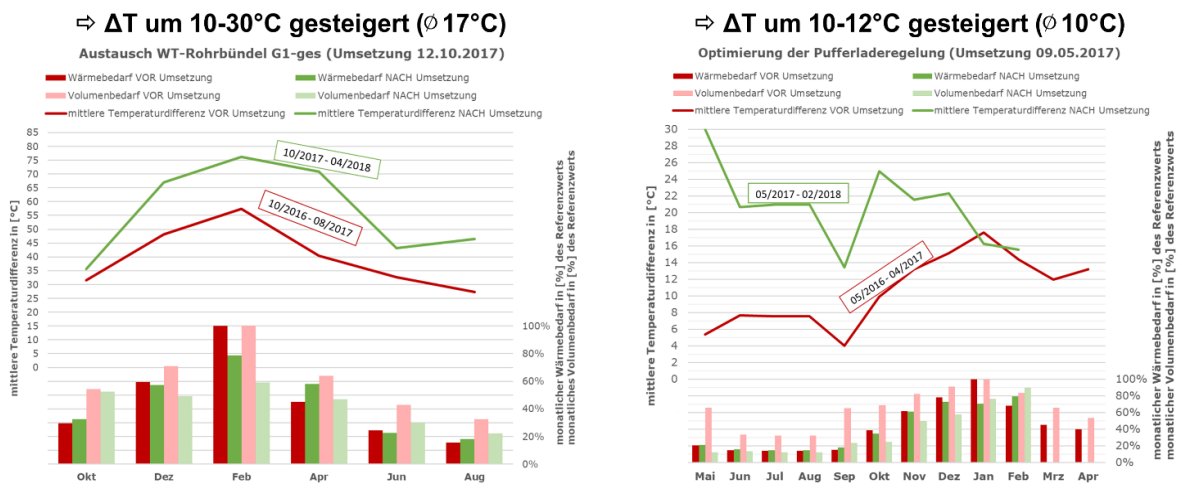 ⇨ ΔT um 10-30°C gesteigert (∅ 17°C)
Austausch WT-Rohrbündel G1-ges (Umsetzung 12.10.2017)
Wärmebedarf VOR Umsetzung
Wärmebedarf NACH Umsetzung
Volumenbedarf VOR Umsetzung
Volumenbedarf NACH Umsetzung
mittlere Temperaturdifferenz VOR Umsetzung
mittlere Temperaturdifferenz NACH Umsetzung
mittlere Temperaturdifferenz in [°C]
85
80
75
70
65
60
55
50
45
40
35
30
25
20
15
10
5
0
10/2017 - 04/2018
10/2016 - 08/2017
100%
80%
60%
40%
20%
0%
monatlicher Wärmebedarf in [%] des Referenzwerts
monatliches Volumenbedarf in [%] des Referenzwerts
Okt
Dez
Feb
Apr
Jun
Aug
⇨ ΔT um 10-12°C gesteigert (∅ 10°C)
Optimierung der Pufferladeregelung (Umsetzung 09.05.2017)
Wärmebedarf VOR Umsetzung
Wärmebedarf NACH Umsetzung
Volumenbedarf VOR Umsetzung
Volumenbedarf NACH Umsetzung
mittlere Temperaturdifferenz VOR Umsetzung
mittlere Temperaturdifferenz NACH Umsetzung
mittlere Temperaturdifferenz in [°C]
30
28
26
24
22
20
18
16
14
12
10
8
6
4
2
0
05/2017 - 02/2018
05/2016 - 04/2017
100%
80%
60%
40%
20%
0%
monatlicher Wärmebedarf in [%] des Referenzwerts
monatlicher Volumenbedarf in [%] des Referenzwerts
Mai
Jun
Jul
Aug
Sep
Okt
Nov
Dez
Jan
Feb
Mrz
Apr